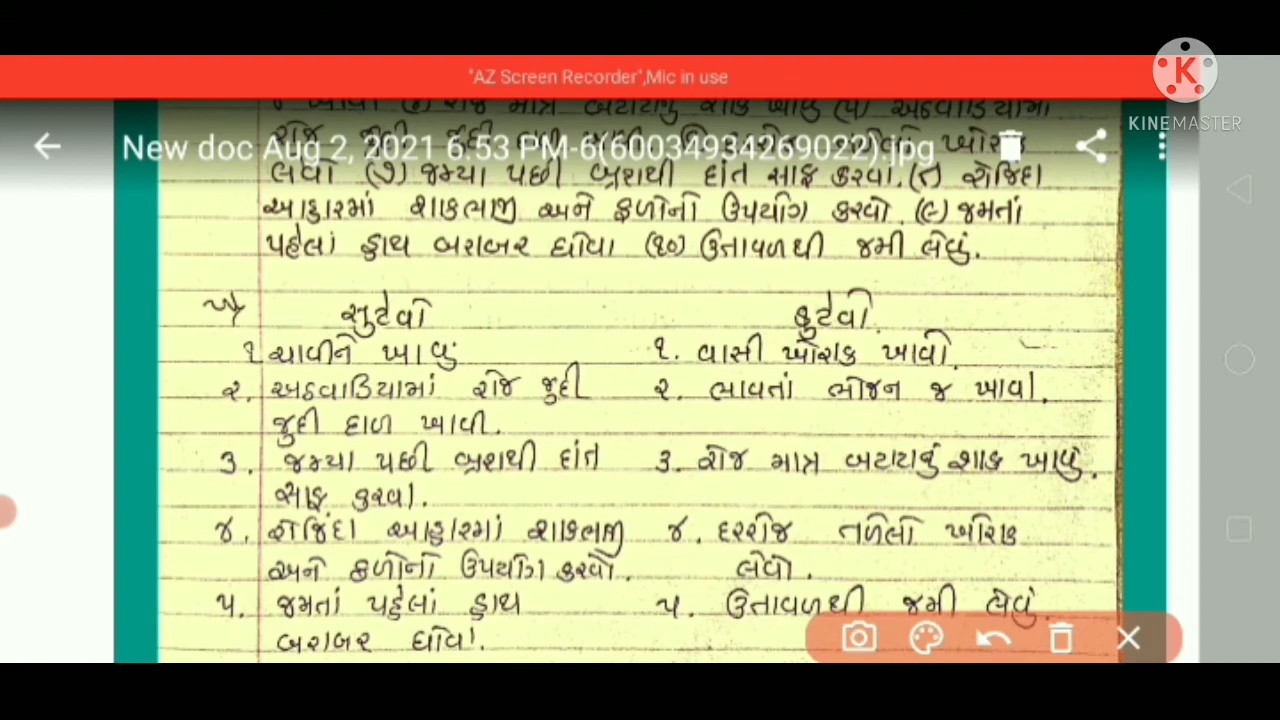 "AZ Screen Recorder",Mic in use
KINEMASTER
રોજ માત્ર બટાટાનું શાક ખાવું (૫) અઠવાડિયામાં
New doc Aug 2, 2021 6:53 PM-6(60034934269022).jpg
લેવો (૭) જમ્યા પછી બ્રશથી દાંત સાફ કરવા. (૮) રોજિંદા
આહારમાં શાકભાજી અને ફળોનો ઉપયોગ કરવો. (૯) જમતાં
પહેલાં હાથ બરાબર ધોવા (૧૦) ઉતાવળથી જમી લેવું.
સુટેવો કુટેવો.
૧ ચાવીને ખાવું ૧. વાસી ખોરાક ખાવો.
૨. અઠવાડિયામાં રોજ જુદી ૨. ભાવતાં ભોજન જ ખાવાં.
જુદી દાળ ખાવી.
૩. જમ્યા પછી બ્રશથી દાંત ૩. રોજ માત્ર બટાટાનું શાક ખાવું.
સાફ કરવા.
૪. રોજિંદા આહારમાં શાકભાજી ૪. દરરોજ તળેલો ખોરાક
અને ફળોનો ઉપયોગ કરવો. લેવો.
૫. જમતાં પહેલાં હાથ ૫. ઉતાવળથી જમી લેવું.
બરાબર ધોવા.